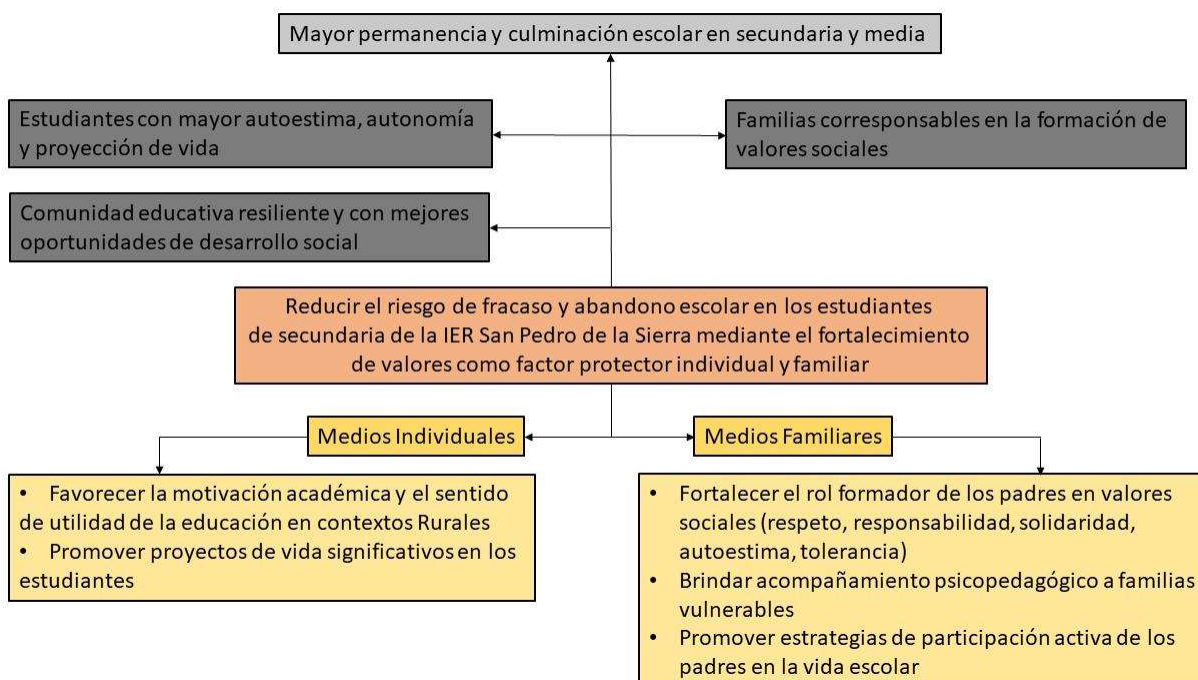 Mayor permanencia y culminación escolar en secundaria y media
Estudiantes con mayor autoestima, autonomía
y proyección de vida
Familias corresponsables en la formación de
valores sociales
Comunidad educativa resiliente y con mejores
oportunidades de desarrollo social
Reducir el riesgo de fracaso y abandono escolar en los estudiantes
de secundaria de la IER San Pedro de la Sierra mediante el fortalecimiento
de valores como factor protector individual y familiar
Medios Individuales
Medios Familiares
• Favorecer la motivación académica y el sentido
de utilidad de la educación en contextos Rurales
• Promover proyectos de vida significativos en los
estudiantes
• Fortalecer el rol formador de los padres en valores
sociales (respeto, responsabilidad, solidaridad,
autoestima, tolerancia)
• Brindar acompañamiento psicopedagógico a familias
vulnerables
• Promover estrategias de participación activa de los
padres en la vida escolar